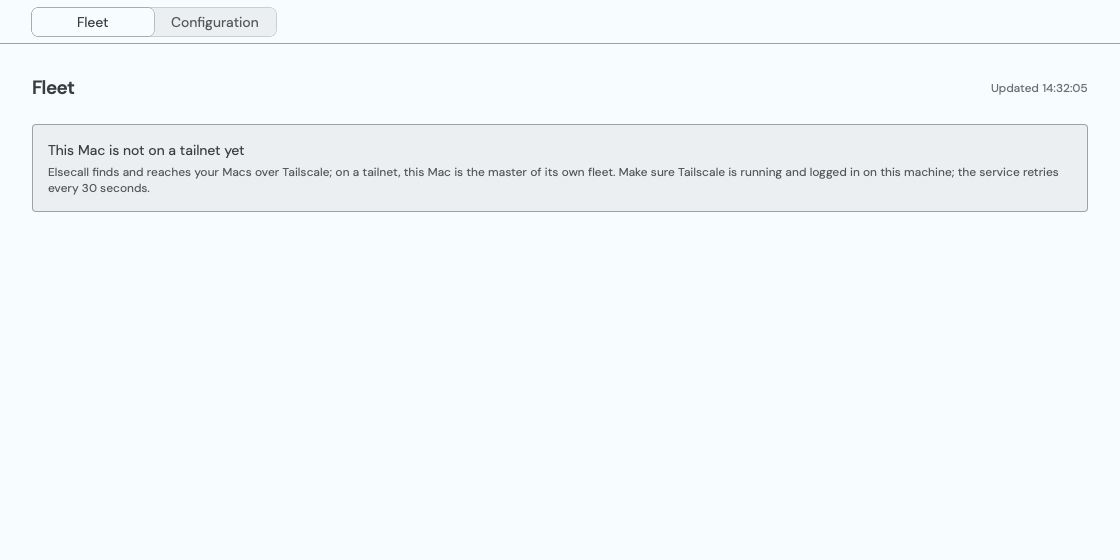 Fleet
Configuration
Fleet
Updated 14:32:05
This Mac is not on a tailnet yet
Elsecall finds and reaches your Macs over Tailscale; on a tailnet, this Mac is the master of its own fleet. Make sure Tailscale is running and logged in on this machine; the service retries
every 30 seconds.